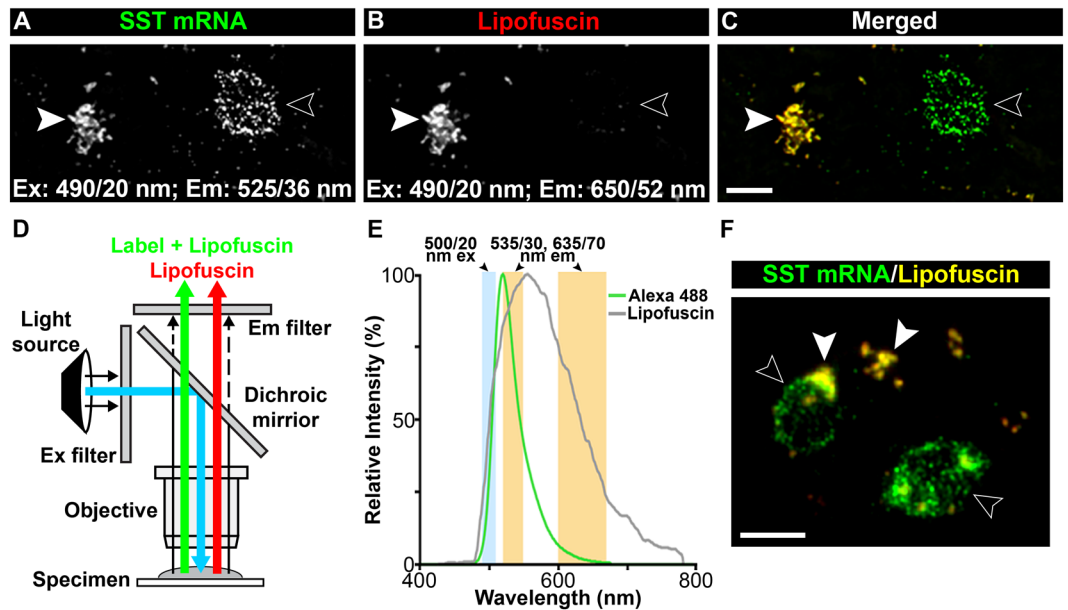 A SST mRNA
Ex: 490/20 nm; Em: 525/36 nm
B Lipofuscin
Ex: 490/20 nm; Em: 650/52 nm
C Merged
D
Label + Lipofuscin
Lipofuscin
Light
source
Em filter
Dichroic
mirrior
Ex filter
Objective
Specimen
E
500/20
nm ex
535/30, 635/70
nm em
100
50
0
Relative Intensity (%)
Alexa 488
Lipofuscin
400
500
600
700
800
Wavelength (nm)
F
SST mRNA/Lipofuscin